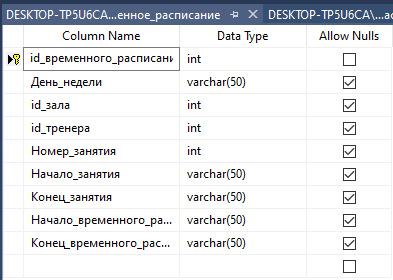 DESKTOP-TP5U6CA...енное_расписание DESKTOP-TP5U6CA\...ас
Column Name Data Type Allow Nulls
id_временного_расписани int
День_недели varchar(50)
id_зала int
id_тренера int
Номер_занятия int
Начало_занятия varchar(50)
Конец_занятия varchar(50)
Начало_временного_ра... varchar(50)
Конец_временного_рас... varchar(50)